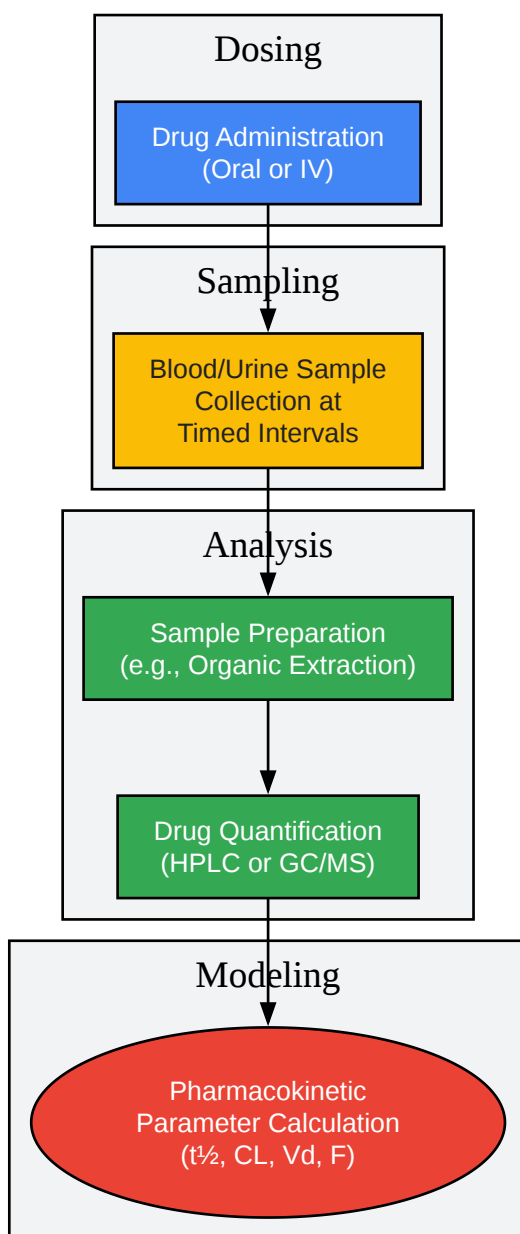 Dosing
Drug Administration
(Oral or IV)
Sampling
Blood/Urine Sample
Collection at
Timed Intervals
Analysis
Sample Preparation
(e.g., Organic Extraction)
Drug Quantification
(HPLC or GC/MS)
Modeling
Pharmacokinetic
Parameter Calculation
(t½, CL, Vd, F)